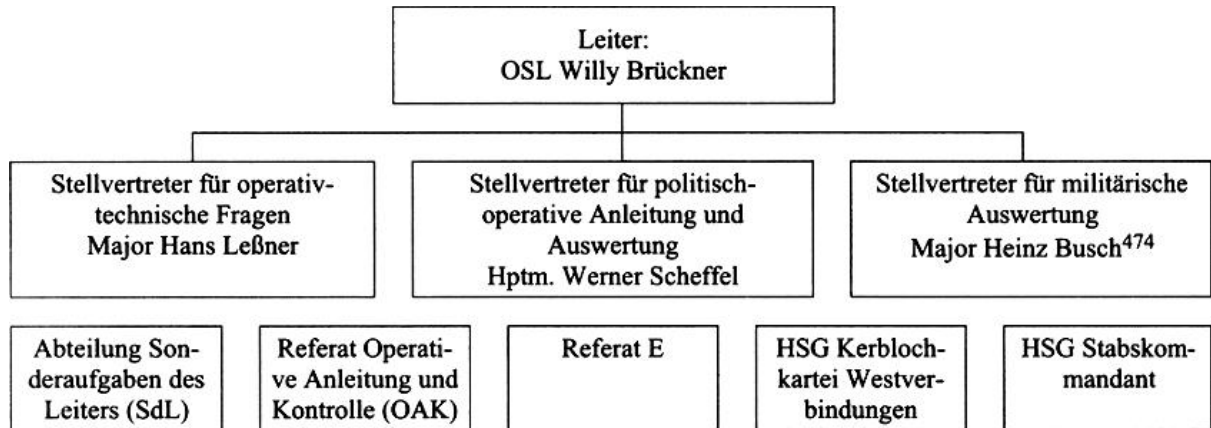 Leiter:
OSL Willy Brückner
Stellvertreter für operativ-
technische Fragen
Major Hans Leßner
Stellvertreter für politisch-
operative Anleitung und
Auswertung
Hptm. Werner Scheffel
Stellvertreter für militärische
Auswertung
Major Heinz Busch474
Abteilung Son-
deraufgaben des
Leiters (SdL)
Referat Operati-
ve Anleitung und
Kontrolle (OAK)
Referat E
HSG Kerbloch-
kartei Westver-
bindungen
HSG Stabskom-
mandant